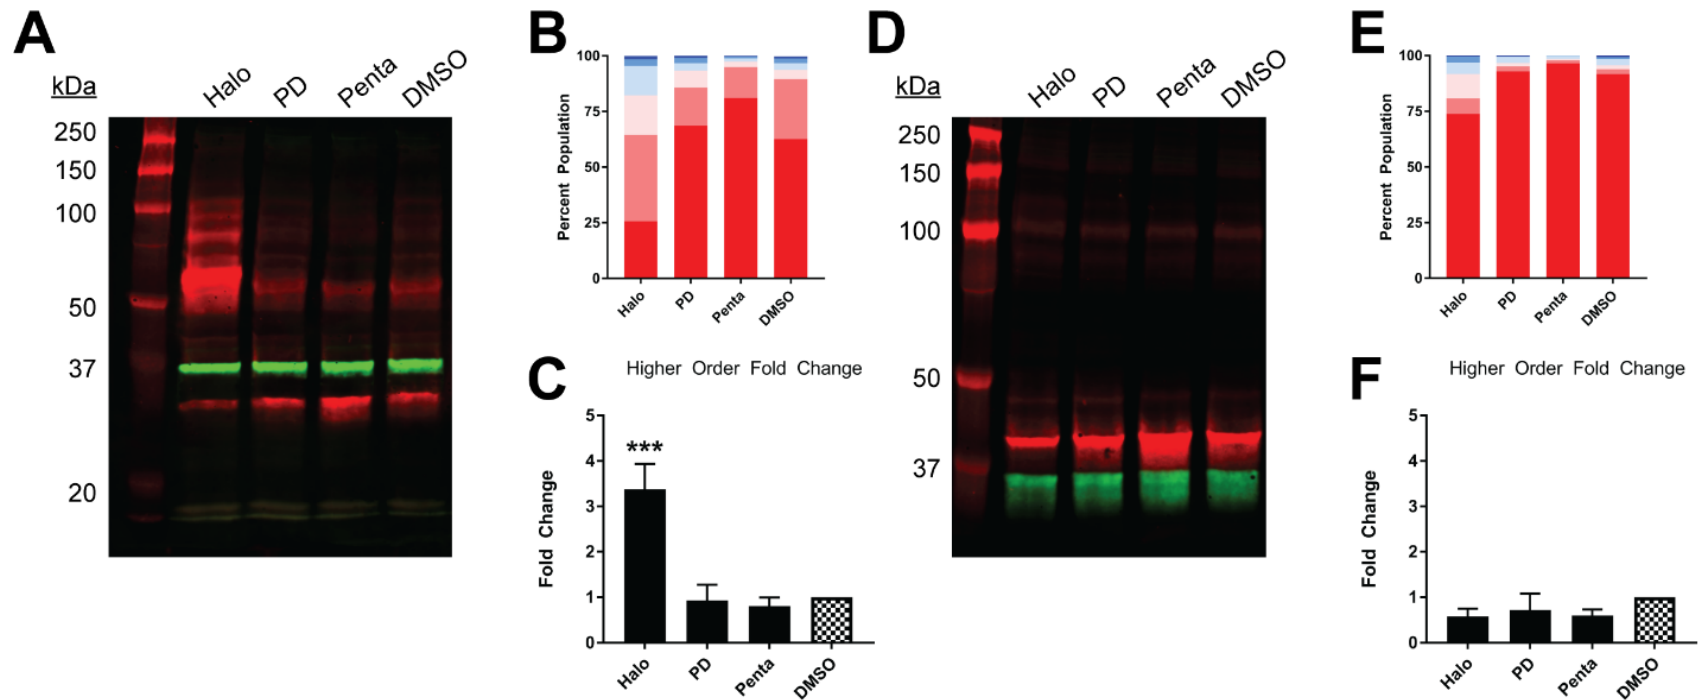 A
kDa
Halo
PD
Penta
DMSO
250
150
100
50
37
20
B
Percent Population
100
75
50
25
0
Halo
PD
Penta
DMSO
C
Higher Order Fold Change
Fold Change
5
4
3
2
1
0
***
Halo
PD
Penta
DMSO
D
kDa
Halo
PD
Penta
DMSO
250
150
100
50
37
E
Percent Population
100
75
50
25
0
Halo
PD
Penta
DMSO
F
Higher Order Fold Change
Fold Change
5
4
3
2
1
0
Halo
PD
Penta
DMSO